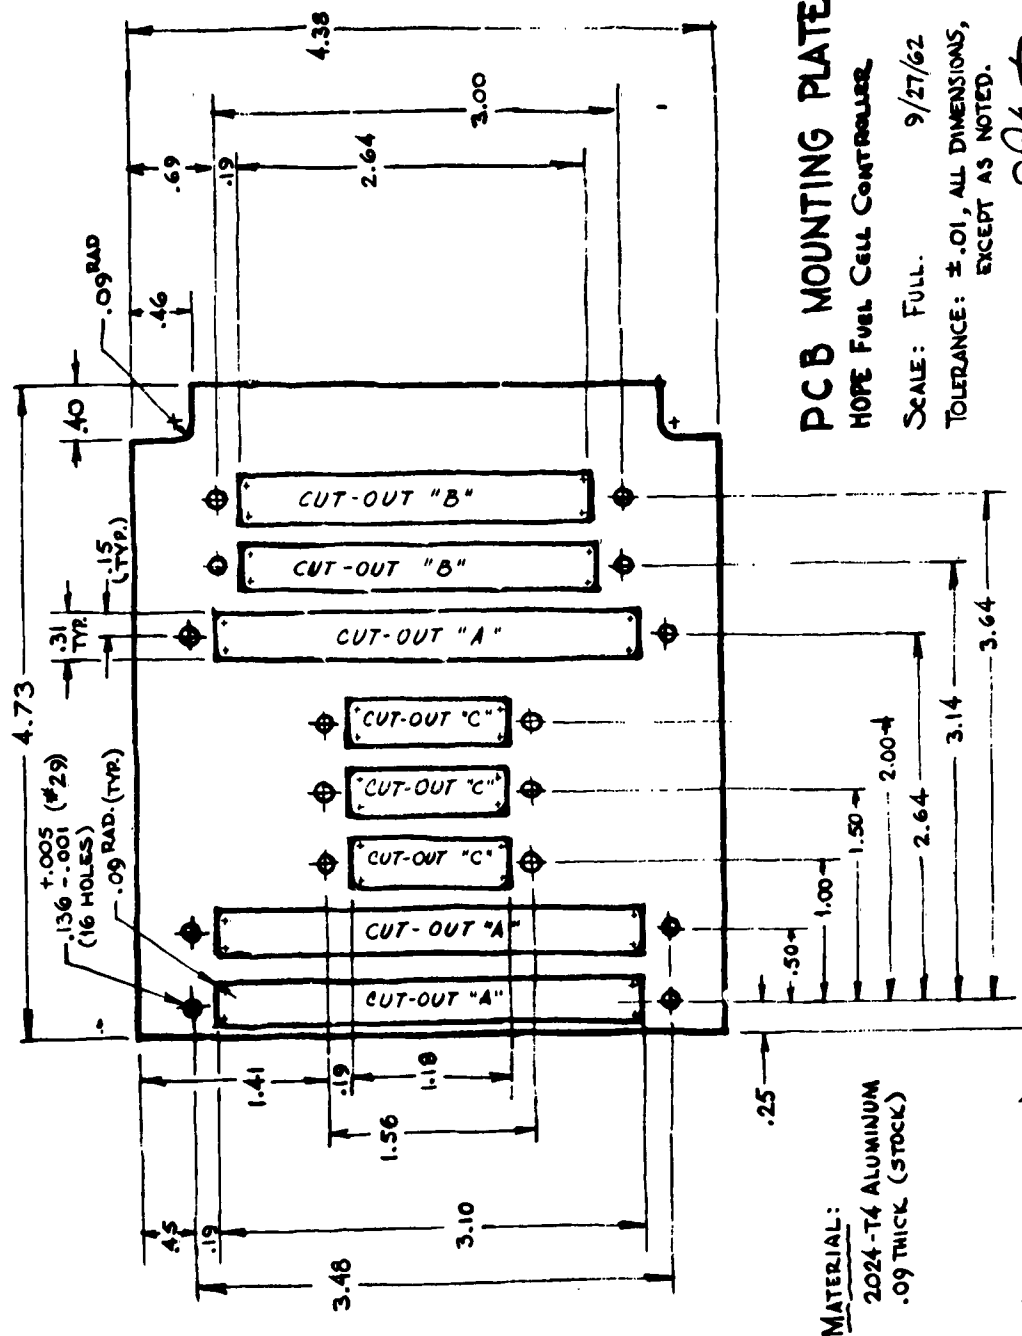 4.38
3.00
.69
.19
2.64
.09 RAD
.46
.40
4.73
.31
TYP.
.15
(TYP.)
.136 +.005 -.001 (#29)
(16 HOLES)
.09 RAD. (TYP.)
CUT-OUT "B"
CUT-OUT "B"
CUT-OUT "A"
CUT-OUT "C"
CUT-OUT "C"
CUT-OUT "C"
CUT-OUT "A"
CUT-OUT "A"
1.41
.19
1.18
1.56
.45
.19
3.10
3.48
.25
.50
1.00
1.50
2.00
2.64
3.14
3.64
PCB MOUNTING PLATE
HOPE FUEL CELL CONTROLLER
SCALE: FULL. 9/27/62
TOLERANCE: ±.01, ALL DIMENSIONS,
EXCEPT AS NOTED.
MATERIAL:
2024-T4 ALUMINUM
.09 THICK (STOCK)